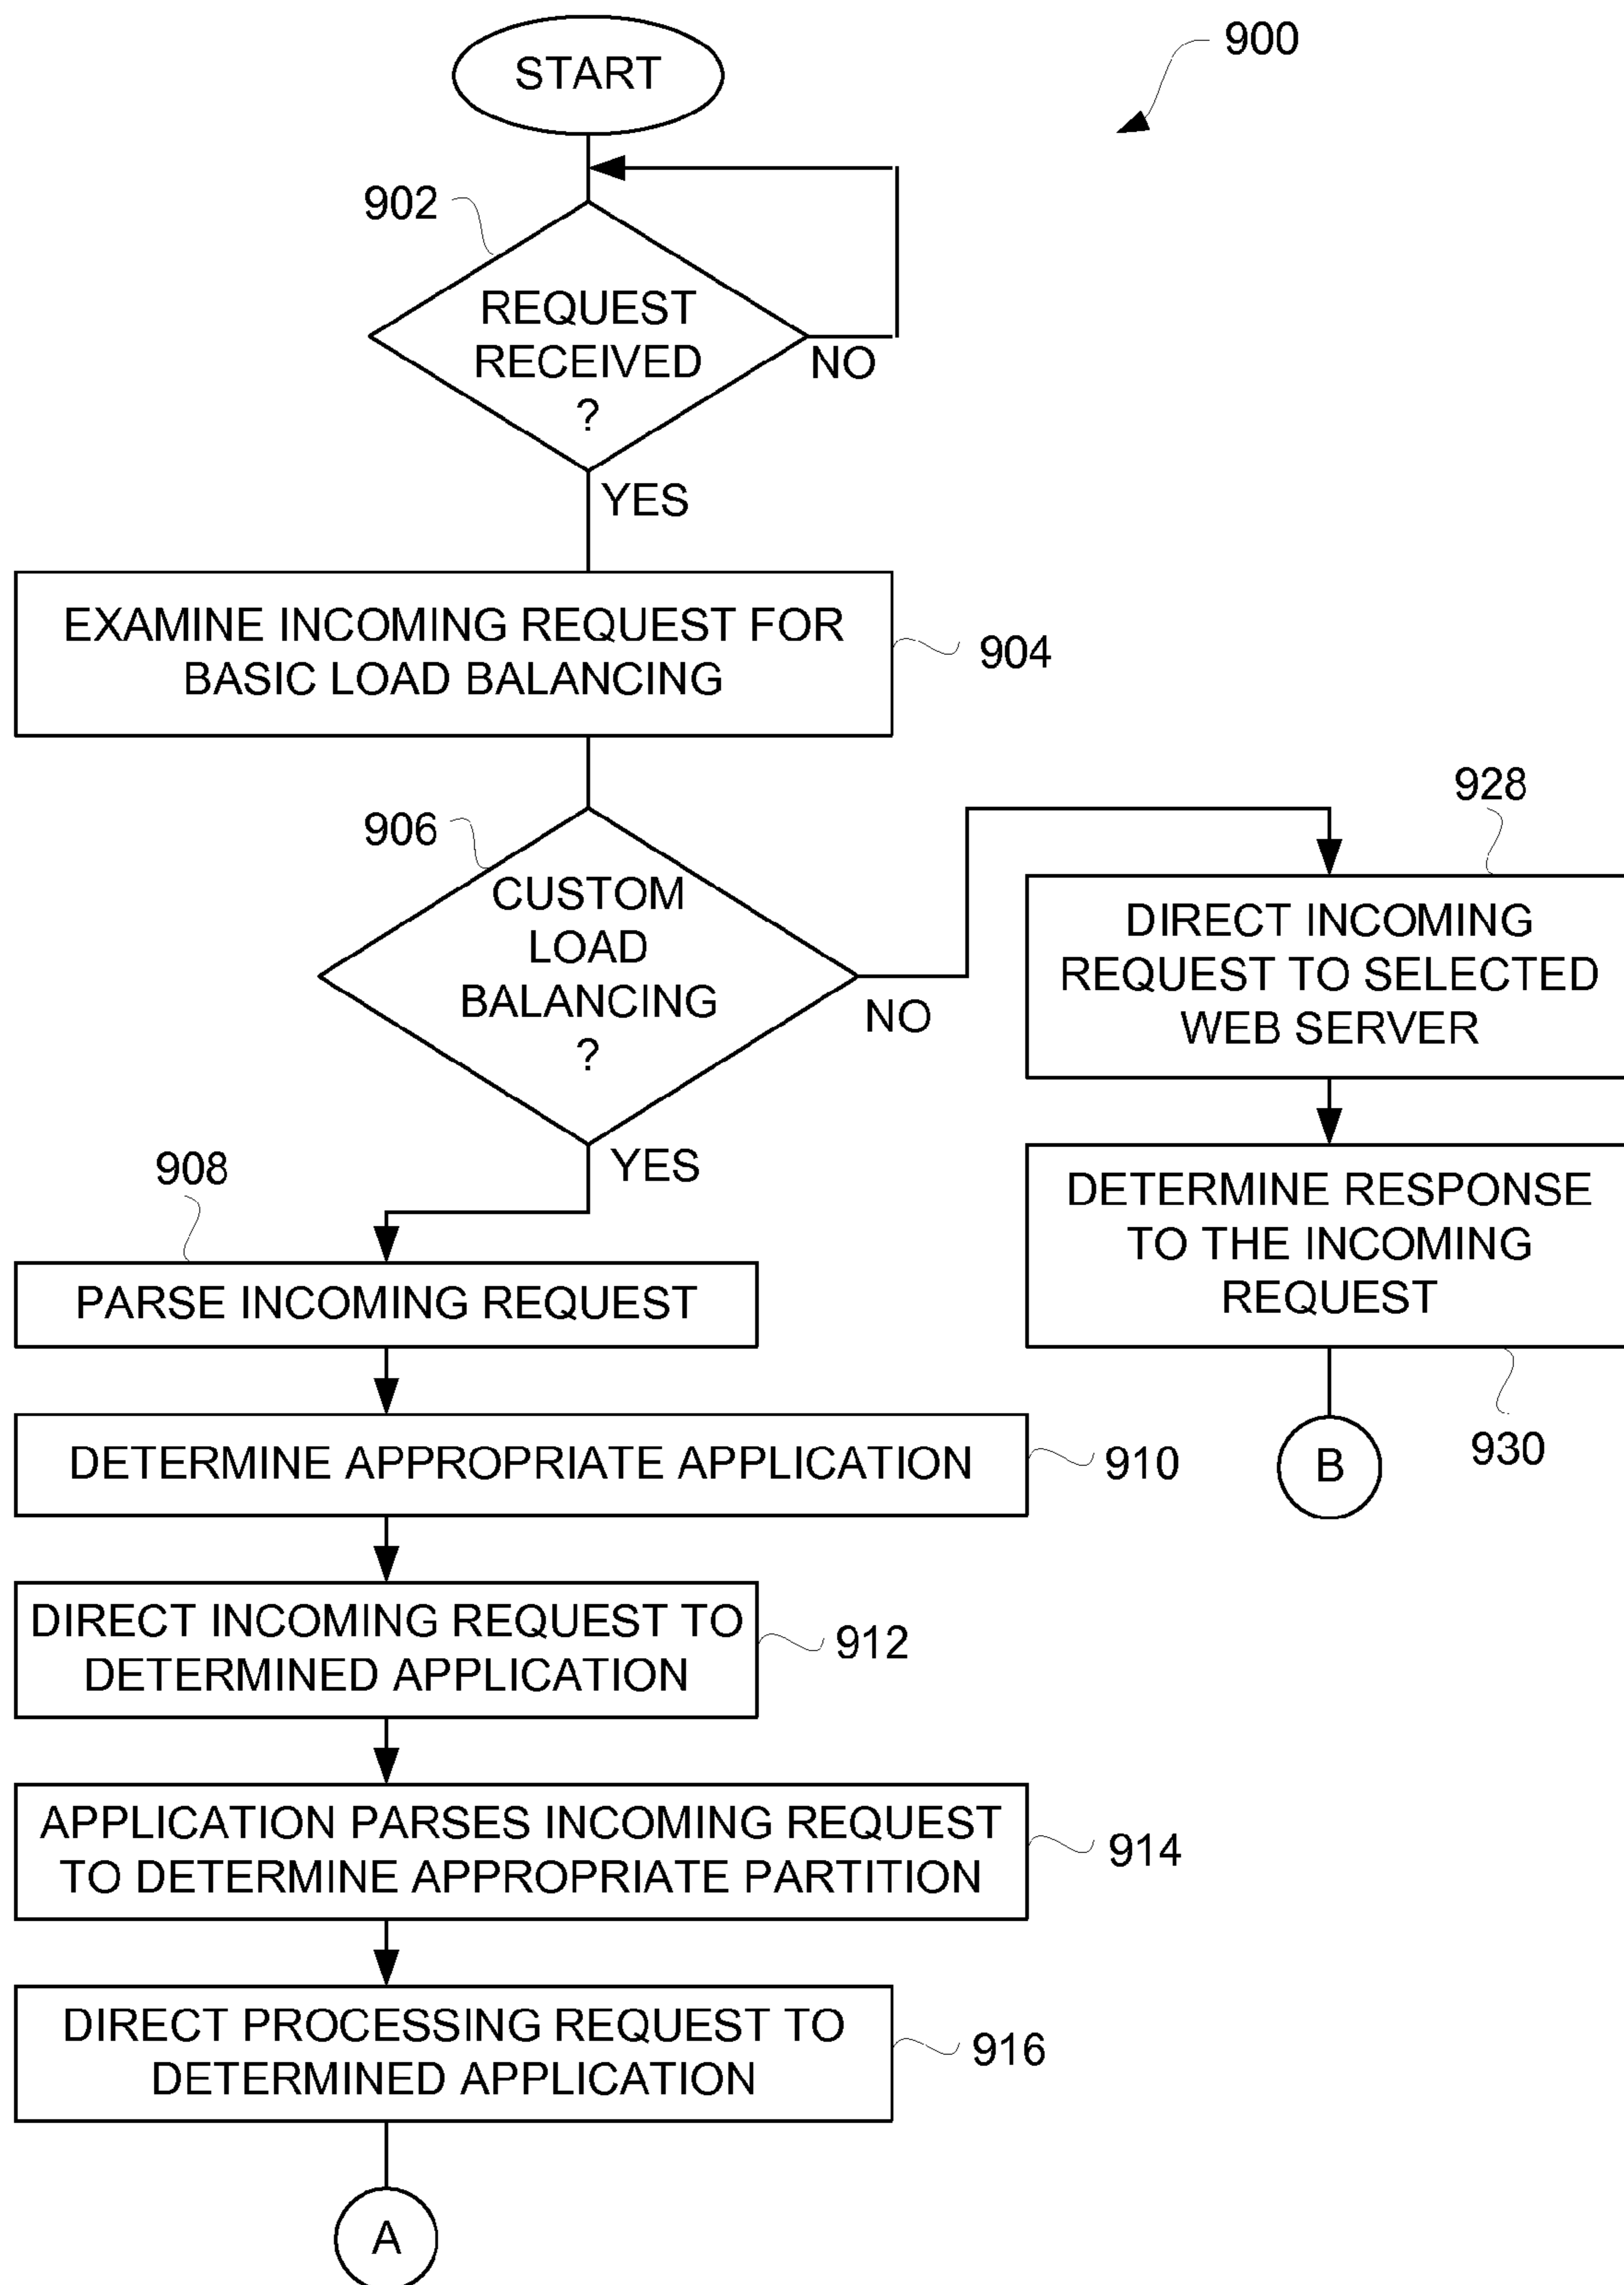 START
900
902
REQUEST
RECEIVED
?
NO
YES
EXAMINE INCOMING REQUEST FOR
BASIC LOAD BALANCING
904
906
CUSTOM
LOAD
BALANCING
?
NO
YES
928
DIRECT INCOMING
REQUEST TO SELECTED
WEB SERVER
DETERMINE RESPONSE
TO THE INCOMING
REQUEST
930
B
908
PARSE INCOMING REQUEST
DETERMINE APPROPRIATE APPLICATION
910
DIRECT INCOMING REQUEST TO
DETERMINED APPLICATION
912
APPLICATION PARSES INCOMING REQUEST
TO DETERMINE APPROPRIATE PARTITION
914
DIRECT PROCESSING REQUEST TO
DETERMINED APPLICATION
916
A